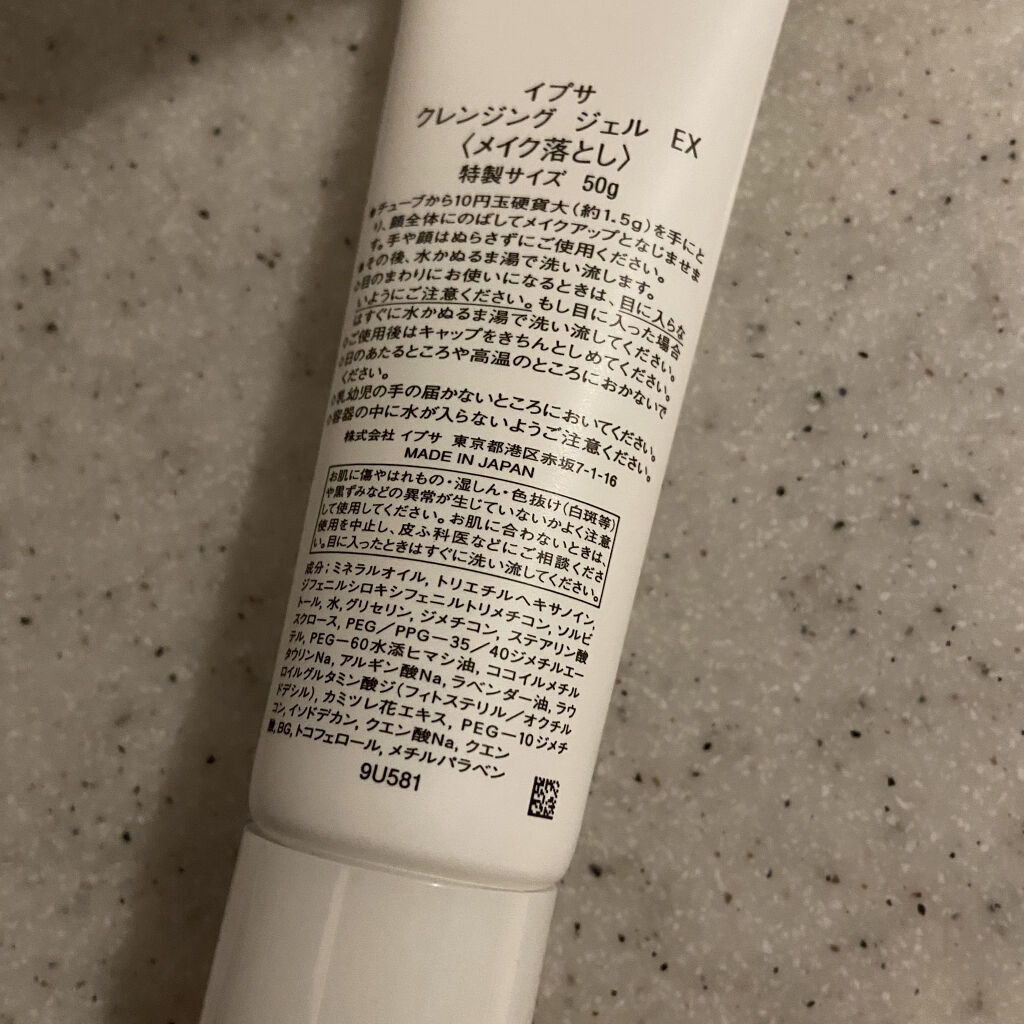 イプサ
クレンジング ジェル EX
〈メイク落とし〉
特製サイズ 50g
●チューブから10円玉硬貨大(約1.5g)を手にと
り、顔全体にのばしてメイクアップとなじませま
す。手や顔はぬらさずにご使用ください。
●その後、水かぬるま湯で洗い流します。
◇目のまわりにお使いになるときは、目に入らな
いようにご注意ください。もし目に入った場合
はすぐに水かぬるま湯で洗い流してください。
◇ご使用後はキャップをきちんとしめてください。
◇日のあたるところや高温のところにおかないで
ください。
◇乳幼児の手の届かないところにおいてください。
◇容器の中に水が入らないようご注意ください。
株式会社 イプサ 東京都港区赤坂7-1-16
MADE IN JAPAN
お肌に傷やはれもの・湿しん・色抜け(白斑等)
や黒ずみなどの異常が生じていないかよく注意
して使用してください。お肌に合わないときは、
使用を中止し、皮ふ科医などにご相談くださ
い。目に入ったときはすぐに洗い流してください。
成分;ミネラルオイル, トリエチルヘキサノイン,
ジフェニルシロキシフェニルトリメチコン, ソルビ
トール, 水, グリセリン, ジメチコン, ステアリン酸
スクロース, PEG/PPG-35/40ジメチルエー
テル, PEG-60水添ヒマシ油, ココイルメチル
タウリンNa, アルギン酸Na, ラベンダー油, ラウ
ロイルグルタミン酸ジ(フィトステリル/オクチル
ドデシル), カミツレ花エキス, PEG-10ジメチ
コン, イソドデカン, クエン酸Na, クエン
酸, BG, トコフェロール, メチルパラベン
9U581